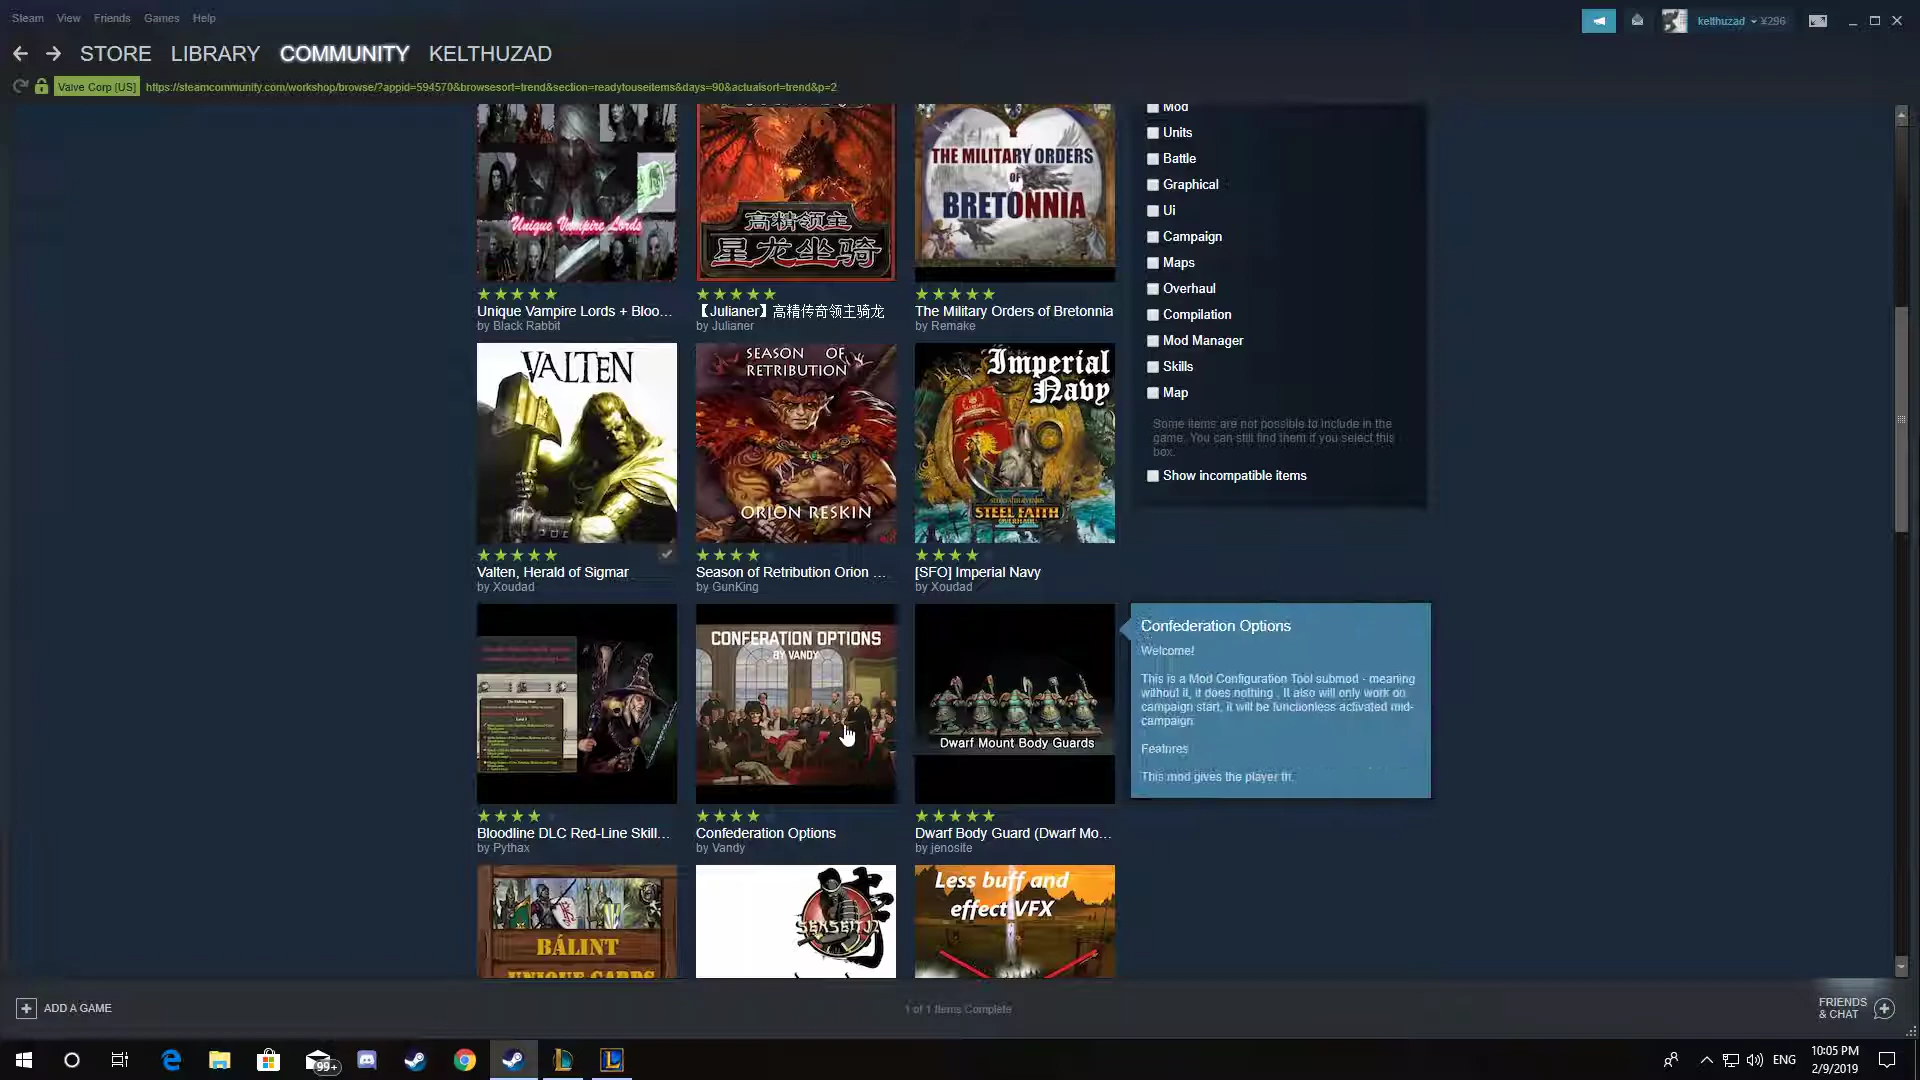 Steam View Friends Games Help
kelthuzad ¥296
STORE LIBRARY COMMUNITY KELTHUZAD
Valve Corp [US] https://steamcommunity.com/workshop/browse/?appid=594570&browsesort=trend&section=readytouseitems&days=90&actualsort=trend&p=2
Unique Vampire Lords
高精领主
星龙坐骑
THE MILITARY ORDERS
OF
BRETONNIA
Unique Vampire Lords + Bloo...
by Black Rabbit
【Julianer】高精传奇领主骑龙
by Julianer
The Military Orders of Bretonnia
by Remake
Mod
Units
Battle
Graphical
Ui
Campaign
Maps
Overhaul
Compilation
Mod Manager
Skills
Map
Some items are not possible to include in the
game. You can still find them if you select this
box.
Show incompatible items
VALTEN
SEASON OF
RETRIBUTION
ORION RESKIN
Imperial
Navy
STEEL FAITH
OVERHAUL
Valten, Herald of Sigmar
by Xoudad
Season of Retribution Orion ...
by GunKing
[SFO] Imperial Navy
by Xoudad
CONFERATION OPTIONS
BY VANDY
Dwarf Mount Body Guards
Bloodline DLC Red-Line Skill...
by Pythax
Confederation Options
by Vandy
Dwarf Body Guard (Dwarf Mo...
by jenosite
Confederation Options
Welcome!
This is a Mod Configuration Tool submod - meaning
without it, it does nothing . It also will only work on
campaign start, it will be functionless activated mid-
campaign.
Features
This mod gives the player th.
BÁLINT
UNIQUE CARDS
Less buff and
effect VFX
ADD A GAME
1 of 1 Items Complete
FRIENDS
& CHAT
99+
ENG
10:05 PM
2/9/2019